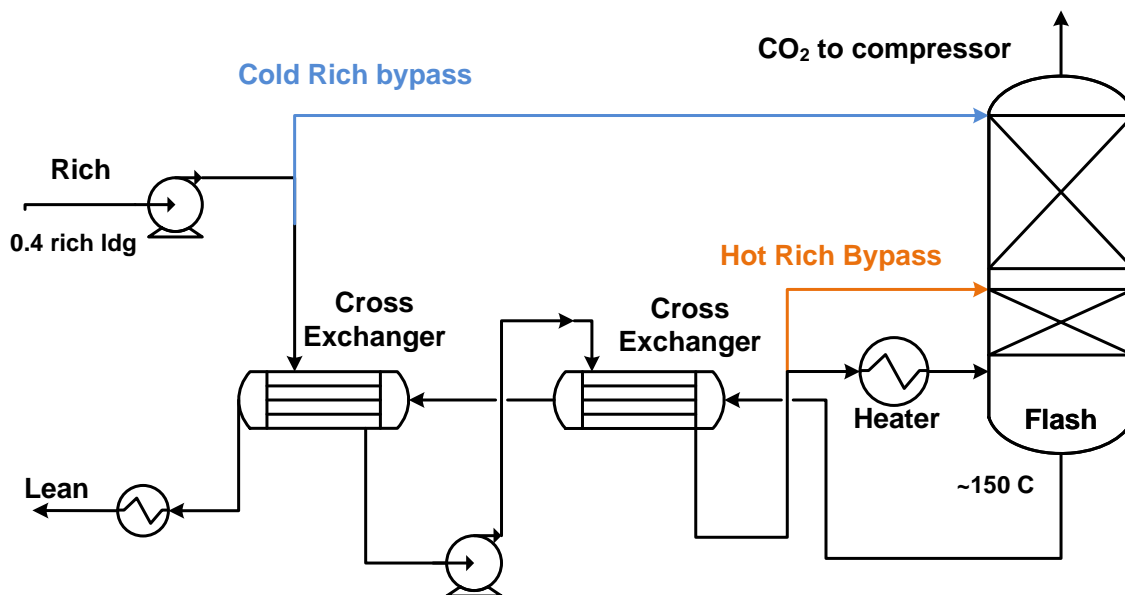 CO2 to compressor
Cold Rich bypass
Rich
0.4 rich ldg
Hot Rich Bypass
Cross
Exchanger
Cross
Exchanger
Heater
Flash
Lean
~150 C